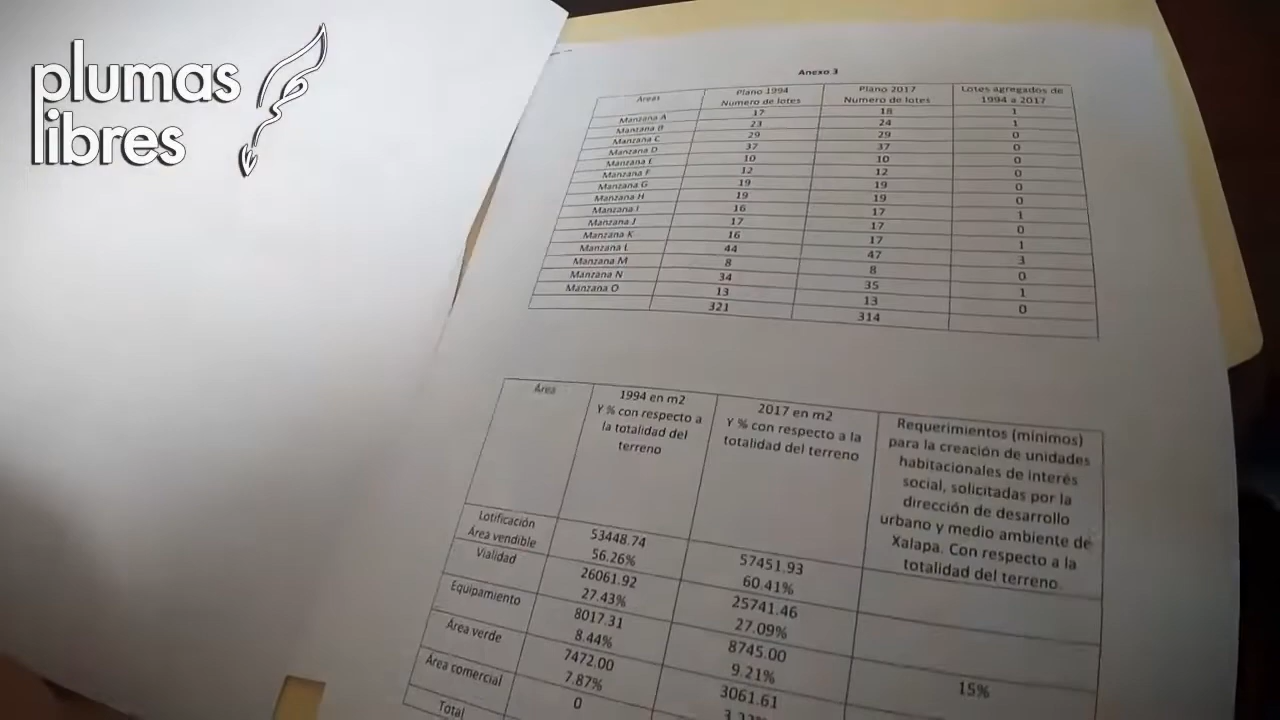 plumas
libres
Anexo 3
Áreas Plano 1994 Numero de lotes Plano 2017 Numero de lotes Lotes agregados de 1994 a 2017
Manzana A 17 18 1
Manzana B 23 24 1
Manzana C 29 29 0
Manzana D 37 37 0
Manzana E 10 10 0
Manzana F 12 12 0
Manzana G 19 19 0
Manzana H 19 19 0
Manzana I 16 17 1
Manzana J 17 17 0
Manzana K 16 17 1
Manzana L 44 47 3
Manzana M 8 8 0
Manzana N 34 35 1
Manzana O 13 13 0
321 314
Área
1994 en m2
Y % con respecto a
la totalidad del
terreno
2017 en m2
Y % con respecto a la
totalidad del terreno
Requerimientos (mínimos)
para la creación de unidades
habitacionales de interés
social, solicitadas por la
dirección de desarrollo
urbano y medio ambiente de
Xalapa. Con respecto a la
totalidad del terreno.
Lotificación
Área vendible
53448.74
56.26%
57451.93
60.41%
Vialidad
26061.92
27.43%
25741.46
27.09%
Equipamiento
8017.31
8.44%
8745.00
9.21%
15%
Área verde
7472.00
7.87%
3061.61
Área comercial
0
Total